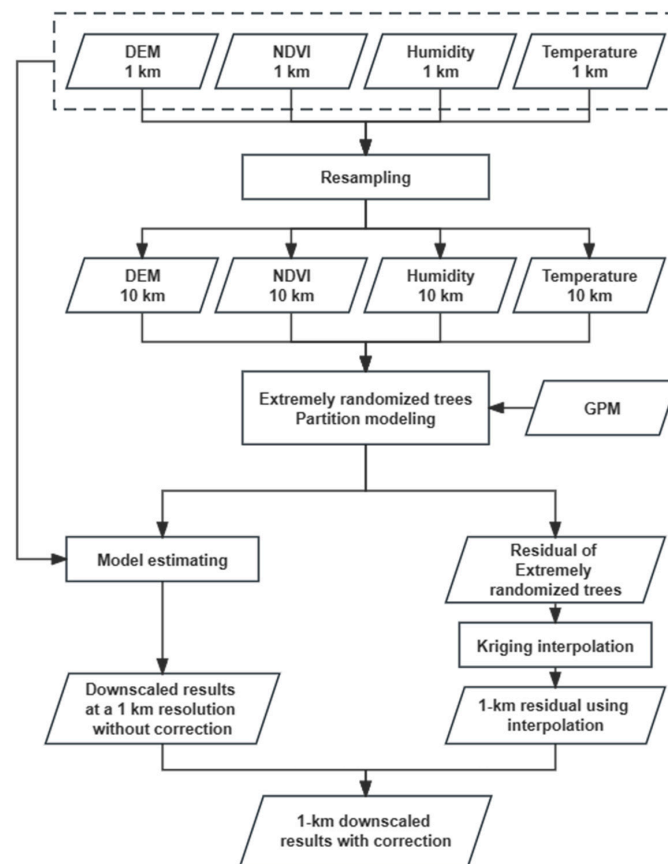 DEM
1 km
NDVI
1 km
Humidity
1 km
Temperature
1 km
Resampling
DEM
10 km
NDVI
10 km
Humidity
10 km
Temperature
10 km
Extremely randomized trees
Partition modeling
GPM
Model estimating
Residual of
Extremely
randomized trees
Kriging interpolation
Downscaled results
at a 1 km resolution
without correction
1-km residual using
interpolation
1-km downscaled
results with correction